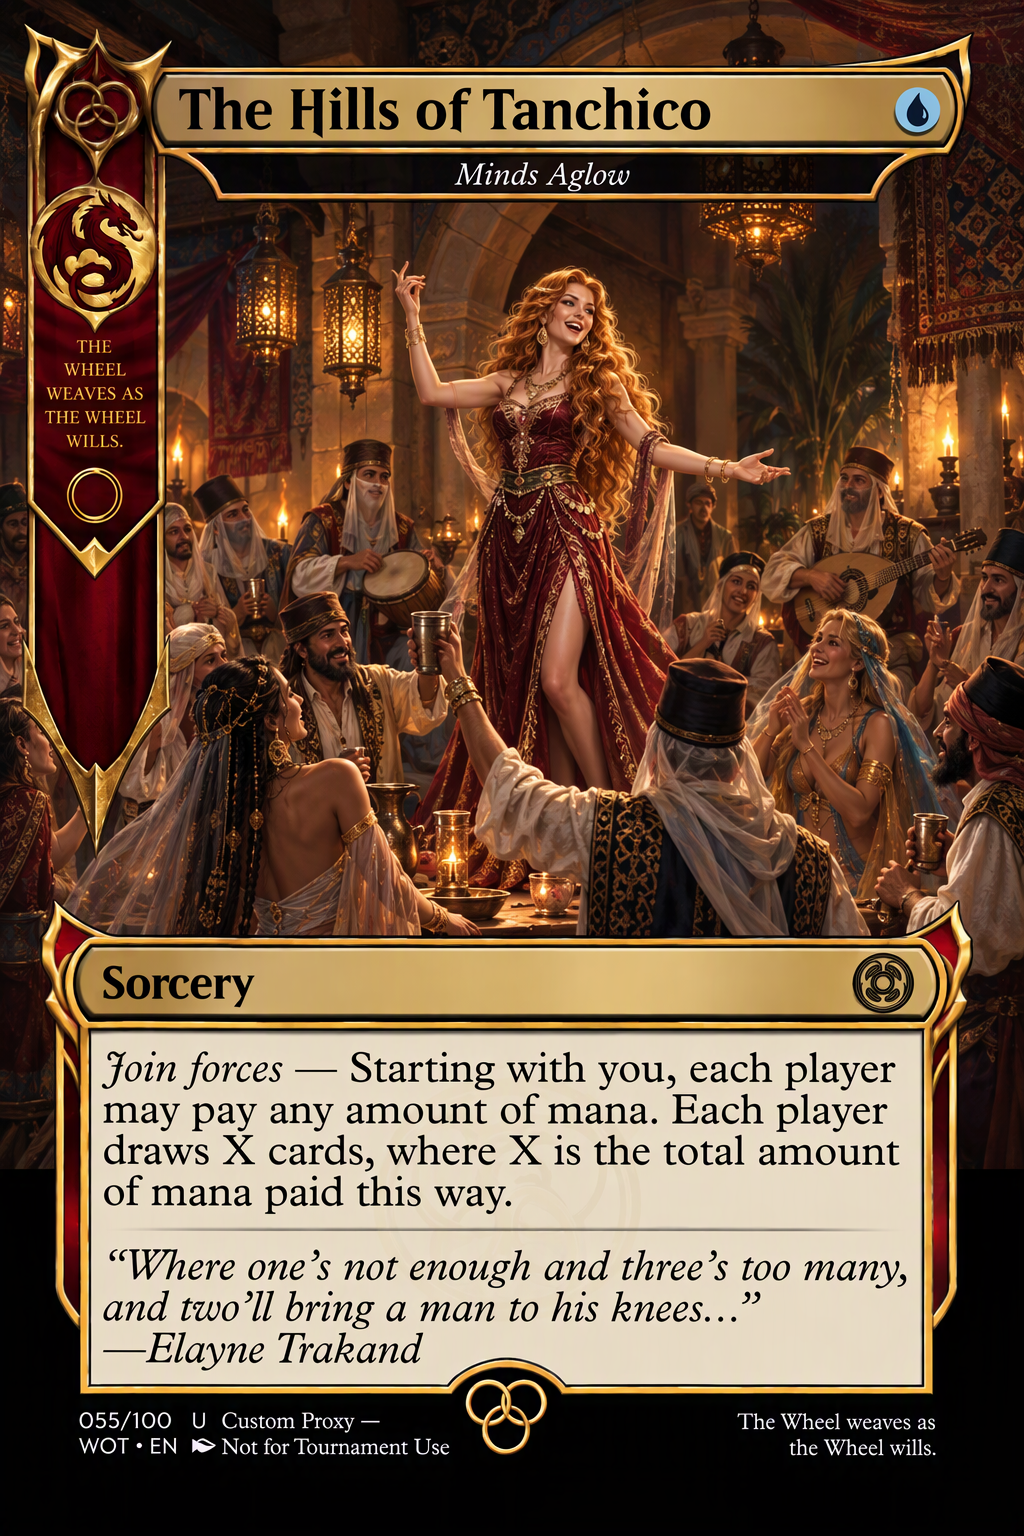 The Hills of Tanchico
Minds Aglow
THE
WHEEL
WEAVES AS
THE WHEEL
WILLS.
Sorcery
Join forces — Starting with you, each player
may pay any amount of mana. Each player
draws X cards, where X is the total amount
of mana paid this way.
“Where one’s not enough and three’s too many,
and two’ll bring a man to his knees…”
—Elayne Trakand
055/100 U Custom Proxy —
WOT • EN Not for Tournament Use
The Wheel weaves as
the Wheel wills.